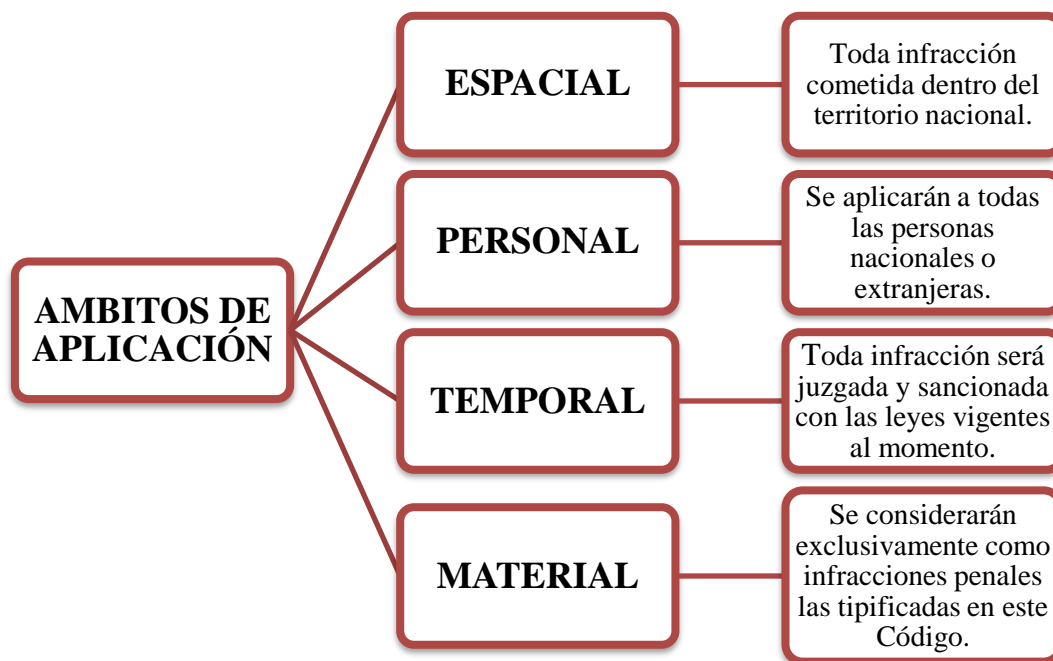 AMBITOS DE
APLICACIÓN
ESPACIAL
Toda infracción
cometida dentro del
territorio nacional.
PERSONAL
Se aplicarán a todas
las personas
nacionales o
extranjeras.
TEMPORAL
Toda infracción será
juzgada y sancionada
con las leyes vigentes
al momento.
MATERIAL
Se considerarán
exclusivamente como
infracciones penales
las tipificadas en este
Código.